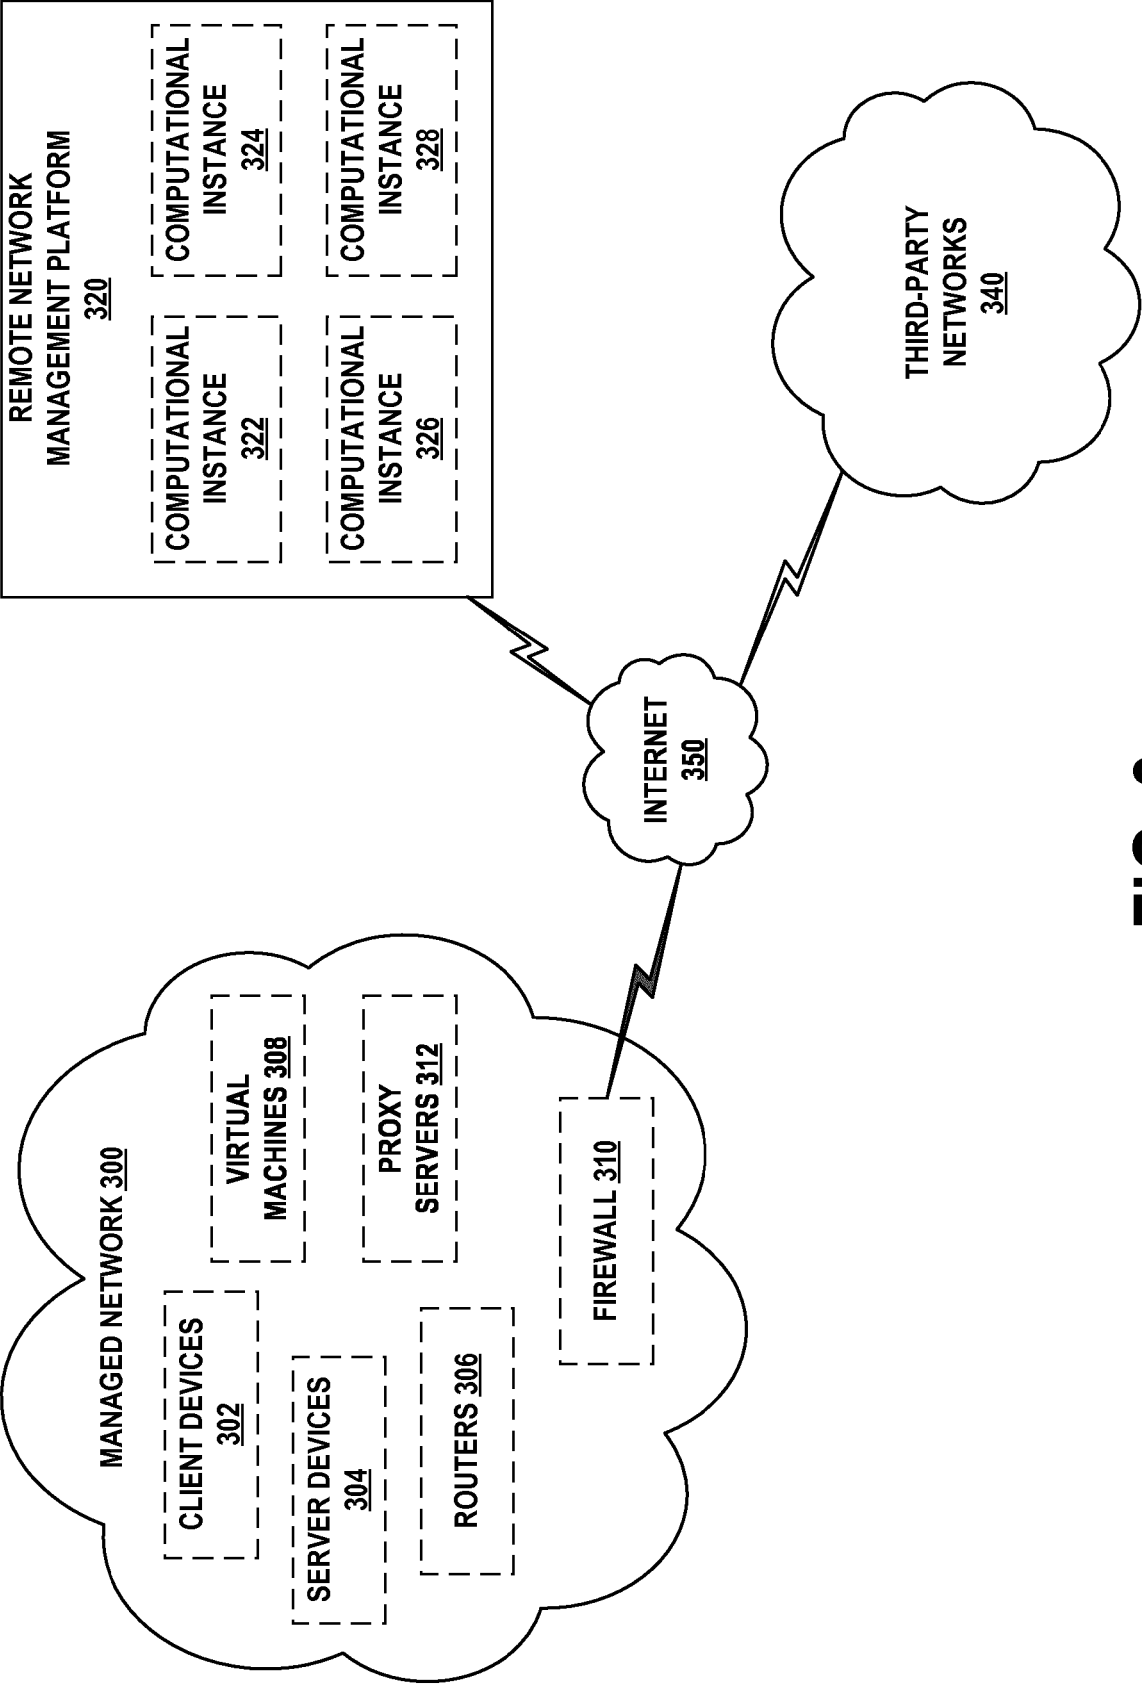 MANAGED NETWORK 300
CLIENT DEVICES
302
SERVER DEVICES
304
ROUTERS 306
VIRTUAL
MACHINES 308
PROXY
SERVERS 312
FIREWALL 310
INTERNET
350
REMOTE NETWORK
MANAGEMENT PLATFORM
320
COMPUTATIONAL
INSTANCE
322
COMPUTATIONAL
INSTANCE
324
COMPUTATIONAL
INSTANCE
326
COMPUTATIONAL
INSTANCE
328
THIRD-PARTY
NETWORKS
340